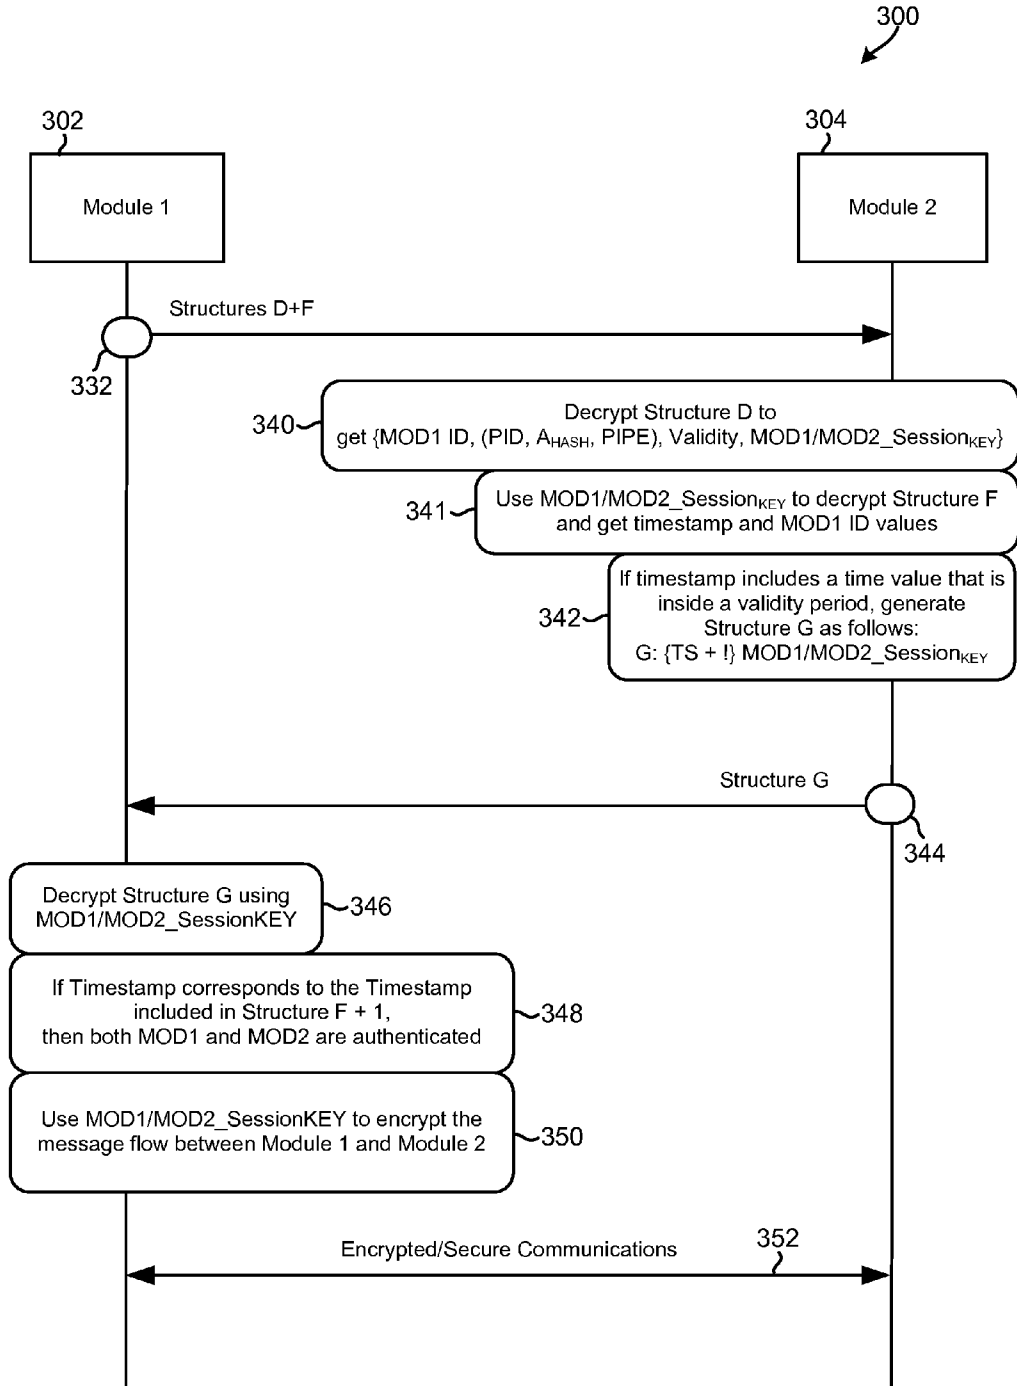 300
302
304
Module 1
Module 2
Structures D+F
332
340
Decrypt Structure D to
get {MOD1 ID, (PID, AHASH, PIPE), Validity, MOD1/MOD2_SessionKEY}
341
Use MOD1/MOD2_SessionKEY to decrypt Structure F
and get timestamp and MOD1 ID values
342
If timestamp includes a time value that is
inside a validity period, generate
Structure G as follows:
G: {TS + !} MOD1/MOD2_SessionKEY
Structure G
344
Decrypt Structure G using
MOD1/MOD2_SessionKEY
346
If Timestamp corresponds to the Timestamp
included in Structure F + 1,
then both MOD1 and MOD2 are authenticated
348
Use MOD1/MOD2_SessionKEY to encrypt the
message flow between Module 1 and Module 2
350
Encrypted/Secure Communications
352